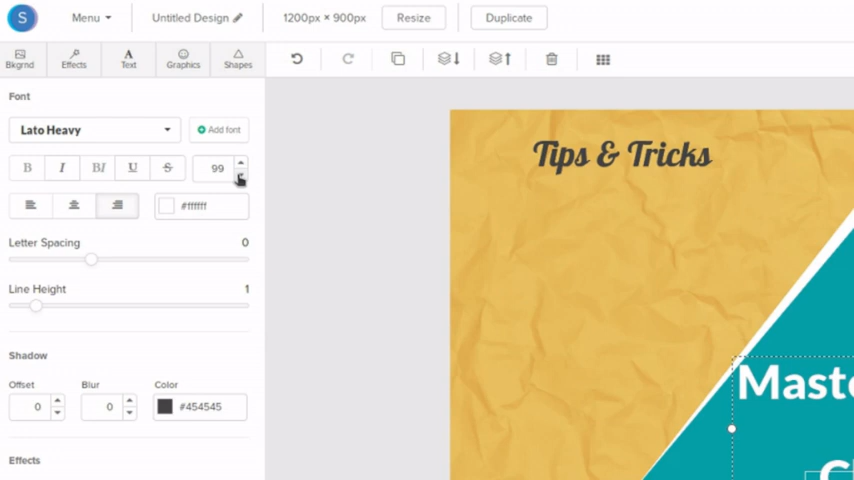 S Menu Untitled Design 1200px × 900px Resize Duplicate
Bkgrnd Effects Text Graphics Shapes
Font
Lato Heavy Add font
B I BI U S 99
#ffffff
Letter Spacing 0
Line Height 1
Shadow
Offset Blur Color
0 0 #454545
Effects
Tips & Tricks
Maste